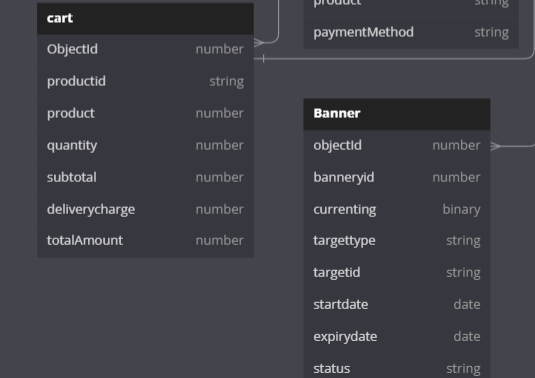 cart
ObjectId number
productid string
product number
quantity number
subtotal number
deliverycharge number
totalAmount number
product string
paymentMethod string
Banner
objectId number
banneryid number
currenting binary
targettype string
targetid string
startdate date
expirydate date
status string